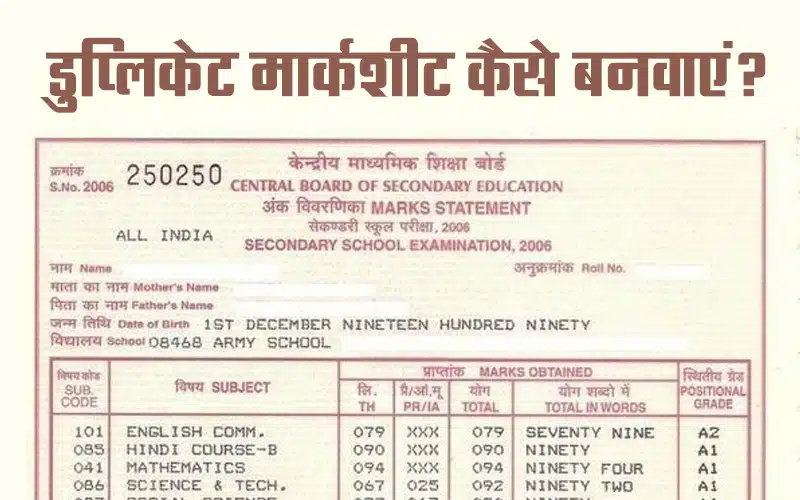 डुप्लिकेट मार्कशीट कैसे बनवाएं?
क्रमांक
S.No. 2006 250250
केन्द्रीय माध्यमिक शिक्षा बोर्ड
CENTRAL BOARD OF SECONDARY EDUCATION
अंक विवरणिका MARKS STATEMENT
सेकण्डरी स्कूल परीक्षा, 2006
ALL INDIA
SECONDARY SCHOOL EXAMINATION, 2006
नाम Name अनुक्रमांक Roll No.
माता का नाम Mother's Name
पिता का नाम Father's Name
जन्म तिथि Date of Birth 1ST DECEMBER NINETEEN HUNDRED NINETY
विद्यालय School 08468 ARMY SCHOOL
विषय कोड SUB. CODE
विषय SUBJECT
प्राप्तांक MARKS OBTAINED
लि. TH
प्रै/आं.मू PR/IA
योग TOTAL
योग शब्दो में TOTAL IN WORDS
स्थितीय ग्रेड POSITIONAL GRADE
101 ENGLISH COMM. 079 XXX 079 SEVENTY NINE A2
085 HINDI COURSE-B 090 XXX 090 NINETY A1
041 MATHEMATICS 094 XXX 094 NINETY FOUR A1
086 SCIENCE & TECH. 067 025 092 NINETY TWO A1